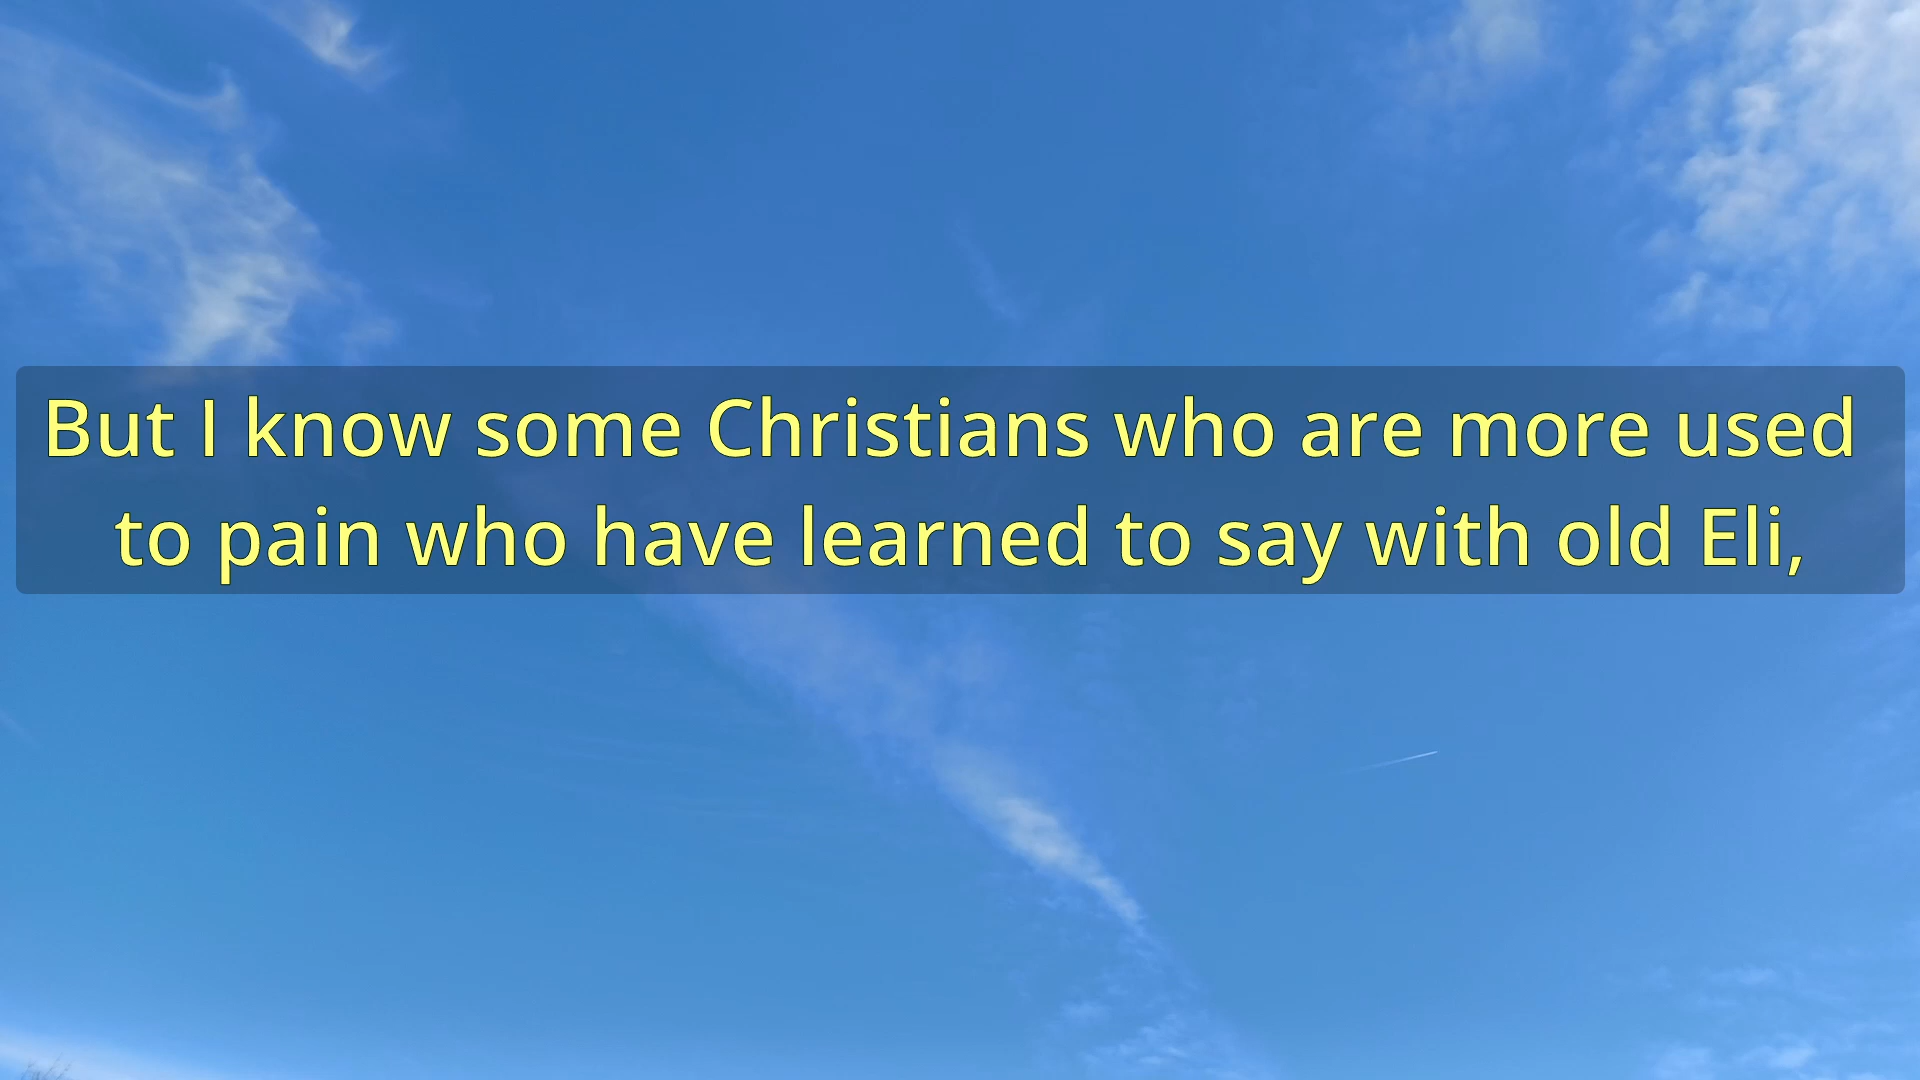 But I know some Christians who are more used
to pain who have learned to say with old Eli,